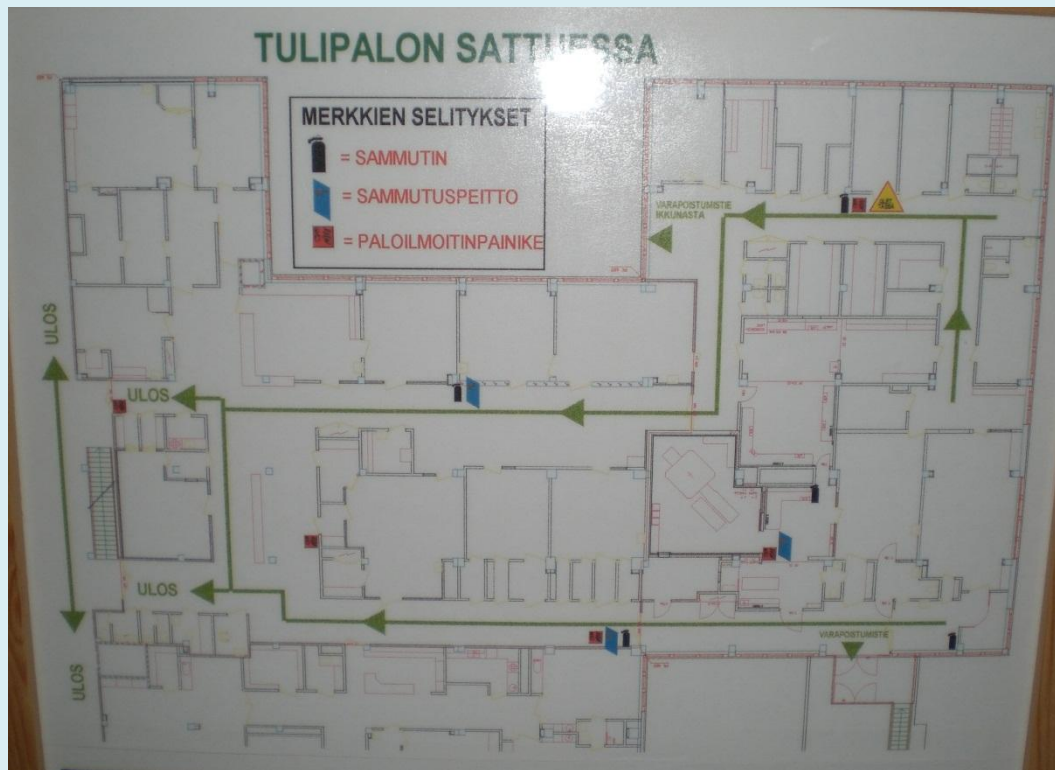 TULIPALON SATTUESSA
MERKKIEN SELITYKSET
= SAMMUTIN
= SAMMUTUSPEITTO
= PALOILMOITINPAINIKE
VARAPOISTUMISTIE
IKKUNASTA
ULOS
ULOS
ULOS
VARAPOISTUMISTIE
ULOS